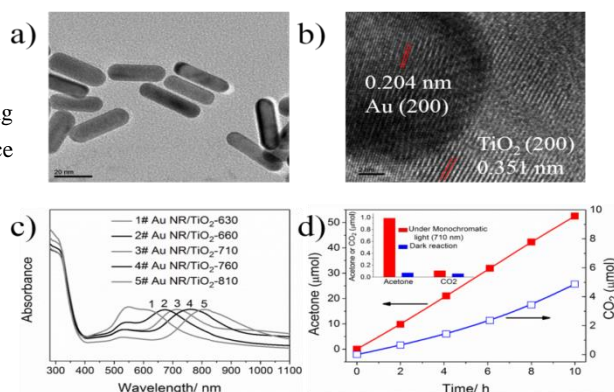 ing
ce
a)
20 nm
b)
0.204 nm
Au (200)
TiO₂ (200)
0.351 nm
c)
1# Au NR/TiO₂-630
2# Au NR/TiO₂-660
3# Au NR/TiO₂-710
4# Au NR/TiO₂-760
5# Au NR/TiO₂-810
1 2 3 4 5
Absorbance
300 400 500 600 700 800 900 1000 1100
Wavelength/ nm
d)
Under Monochromatic
light (710 nm)
Dark reaction
Acetone or CO₂ (μmol)
1.0
0.8
0.6
0.4
0.2
0.0
Acetone CO2
Acetone (μmol)
50
40
30
20
10
0
CO₂ (μmol)
10
8
6
4
2
0
0 2 4 6 8 10
Time/ h